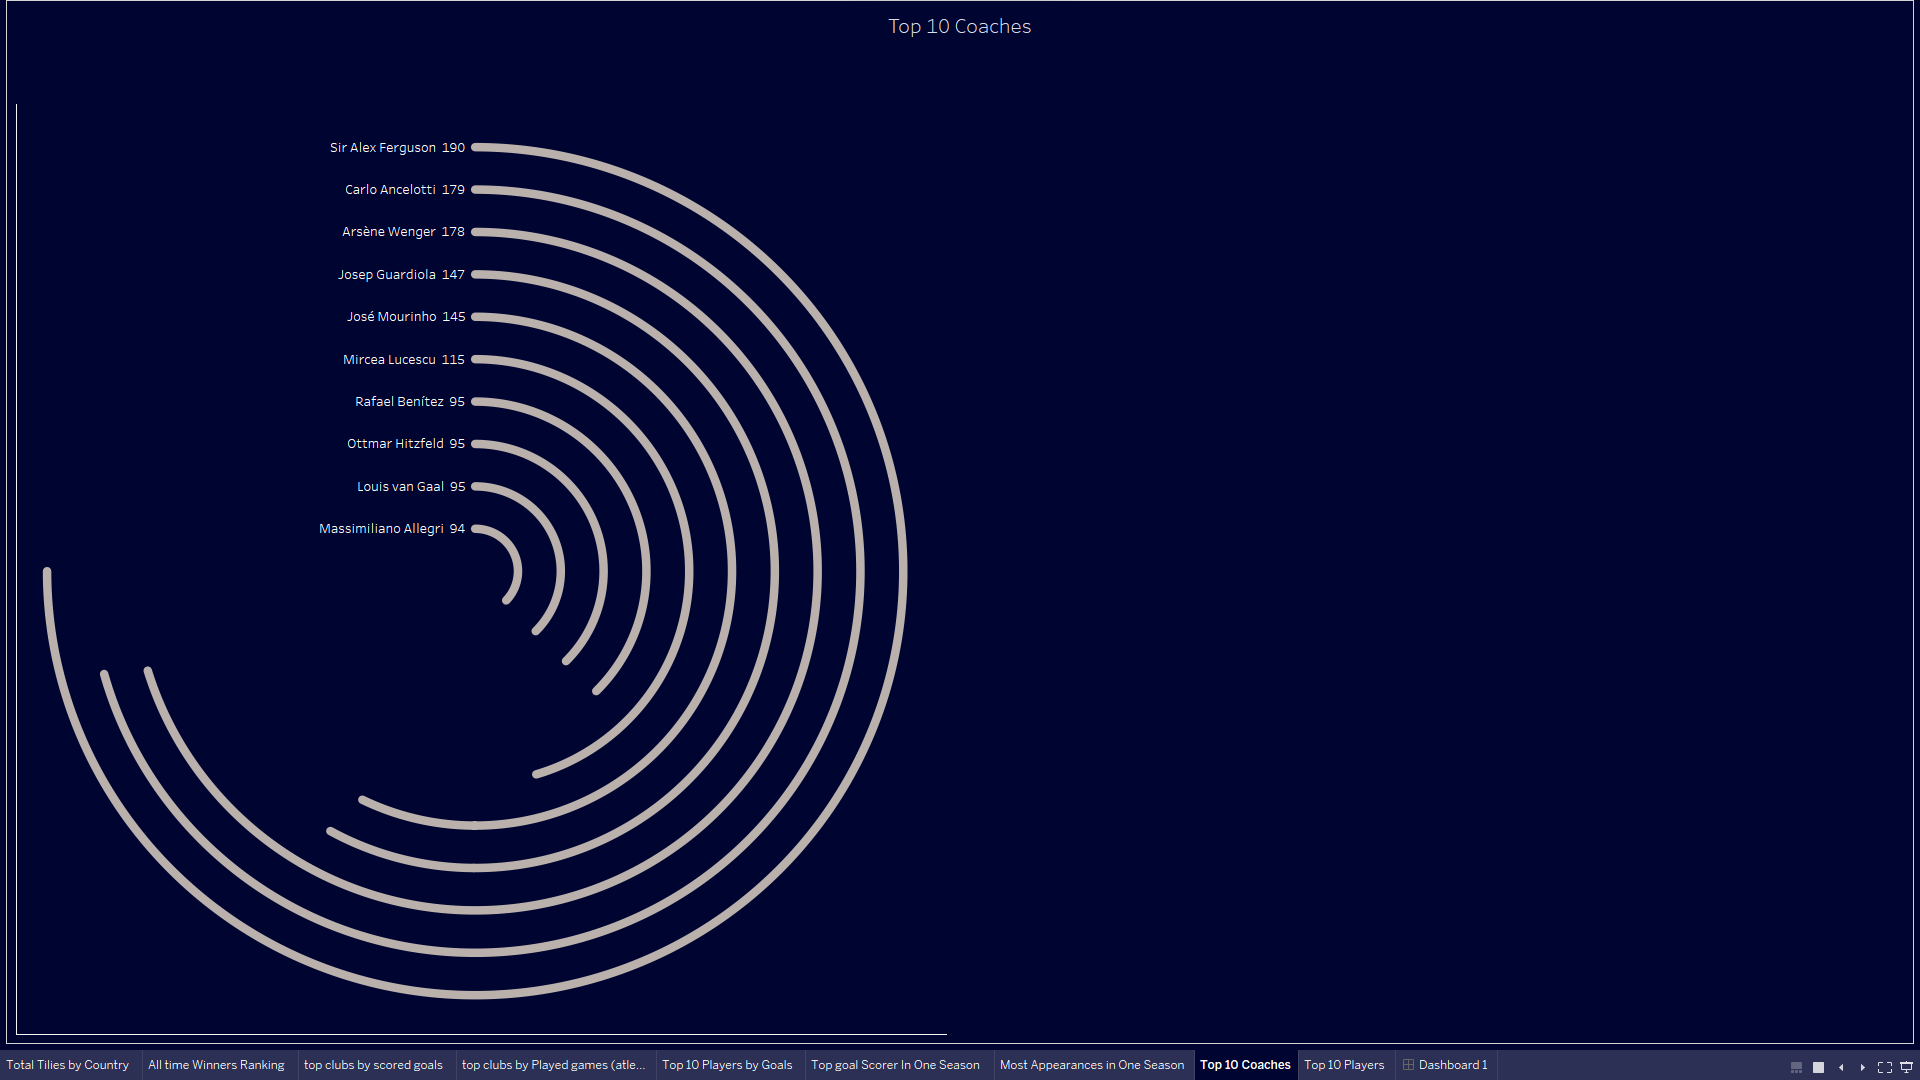 Top 10 Coaches
Sir Alex Ferguson 190
Carlo Ancelotti 179
Arsène Wenger 178
Josep Guardiola 147
José Mourinho 145
Mircea Lucescu 115
Rafael Benítez 95
Ottmar Hitzfeld 95
Louis van Gaal 95
Massimiliano Allegri 94
Total Tilies by Country All time Winners Ranking top clubs by scored goals top clubs by Played games (atle... Top 10 Players by Goals Top goal Scorer In One Season Most Appearances in One Season Top 10 Coaches Top 10 Players Dashboard 1